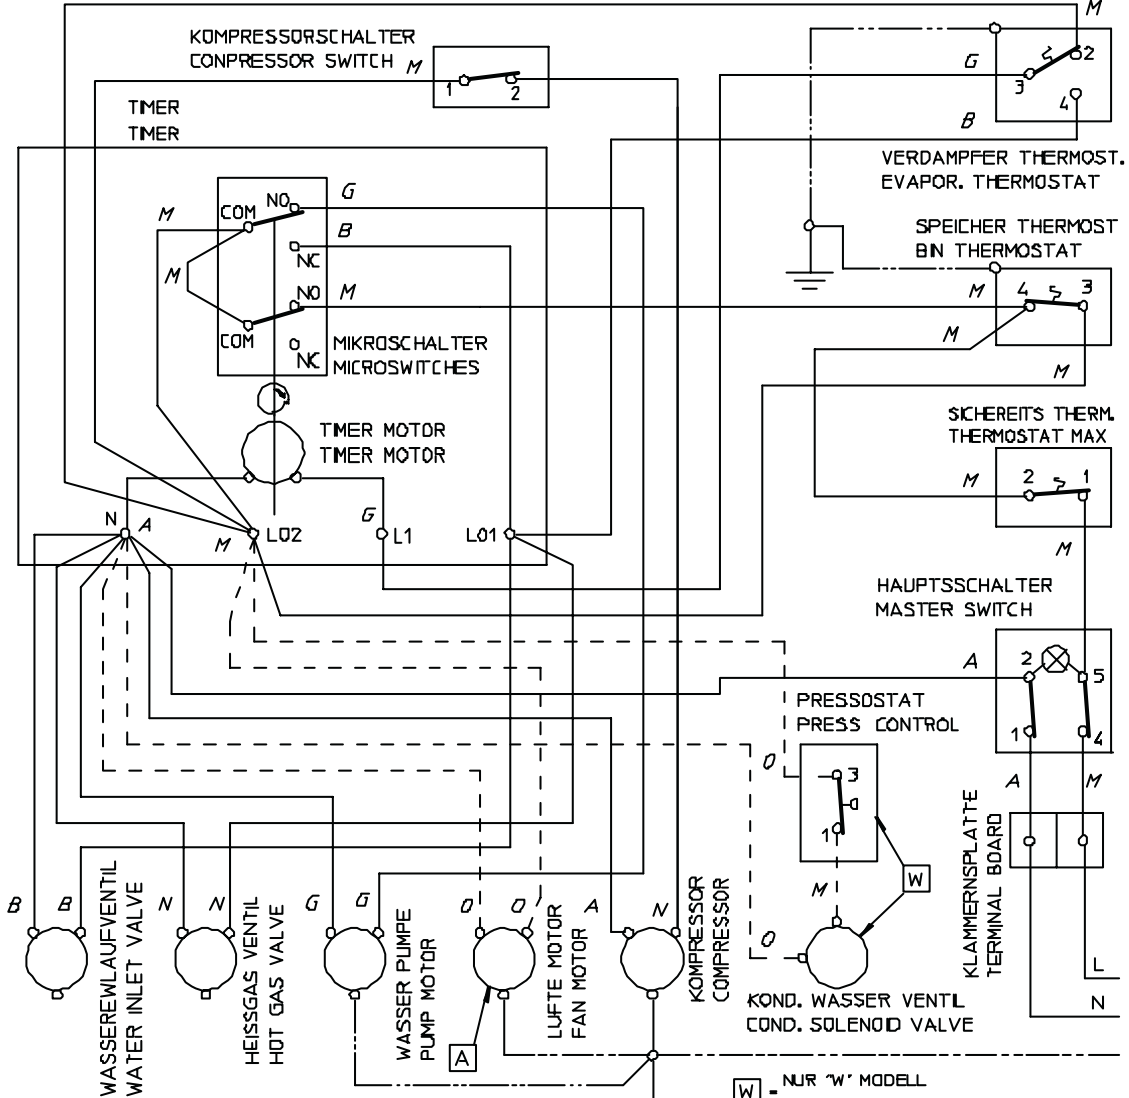 M
KOMPRESSORSCHALTER
CONPRESSOR SWITCH
M
1
2
G
2
3
4
B
TIMER
TIMER
VERDAMPFER THERMOST.
EVAPOR. THERMOSTAT
NO
G
COM
M
B
NC
M
NO
M
COM
NC
MIKROSCHALTER
MICROSWITCHES
SPEICHER THERMOST
BIN THERMOSTAT
M
4
3
M
M
TIMER MOTOR
TIMER MOTOR
SICHEREITS THERM.
THERMOSTAT MAX
M
2
1
N
A
M
L02
G
L1
L01
M
HAUPTSSCHALTER
MASTER SWITCH
A
2
5
1
4
PRESSOSTAT
PRESS CONTROL
O
3
1
M
W
A
M
KLAMMERNSPLATTE
TERMINAL BOARD
L
N
B
B
N
N
G
G
O
O
A
N
O
WASSEREWLAUFVENTIL
WATER INLET VALVE
HEISSGAS VENTIL
HOT GAS VALVE
WASSER PUMPE
PUMP MOTOR
A
LUFTE MOTOR
FAN MOTOR
KOMPRESSOR
COMPRESSOR
KOND. WASSER VENTIL
COND. SOLENOID VALVE
W - NUR "W" MODELL